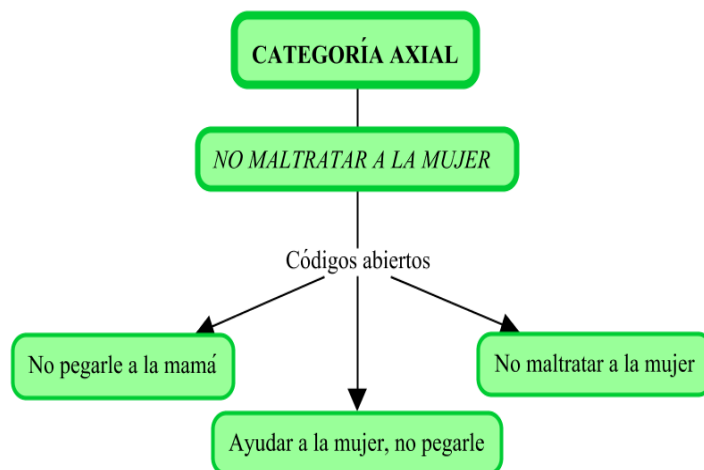 CATEGORÍA AXIAL
NO MALTRATAR A LA MUJER
Códigos abiertos
No pegarle a la mamá
No maltratar a la mujer
Ayudar a la mujer, no pegarle